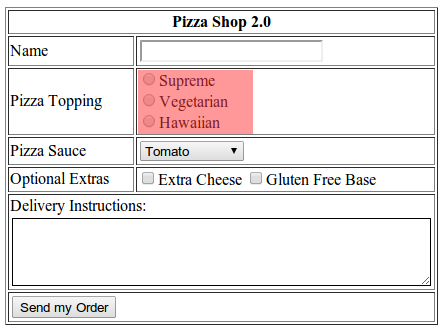 Pizza Shop 2.0
Name
Pizza Topping
Supreme
Vegetarian
Hawaiian
Pizza Sauce Tomato
Optional Extras Extra Cheese Gluten Free Base
Delivery Instructions:
Send my Order